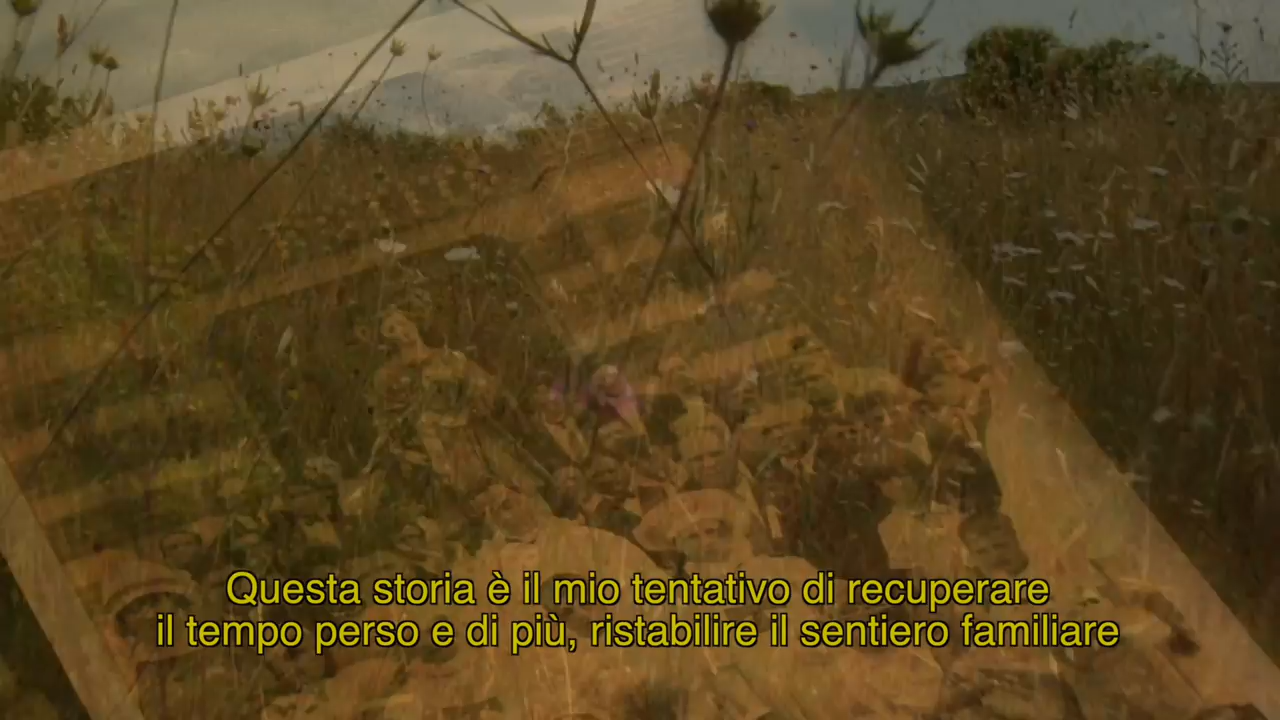 Questa storia è il mio tentativo di recuperare
il tempo perso e di più, ristabilire il sentiero familiare